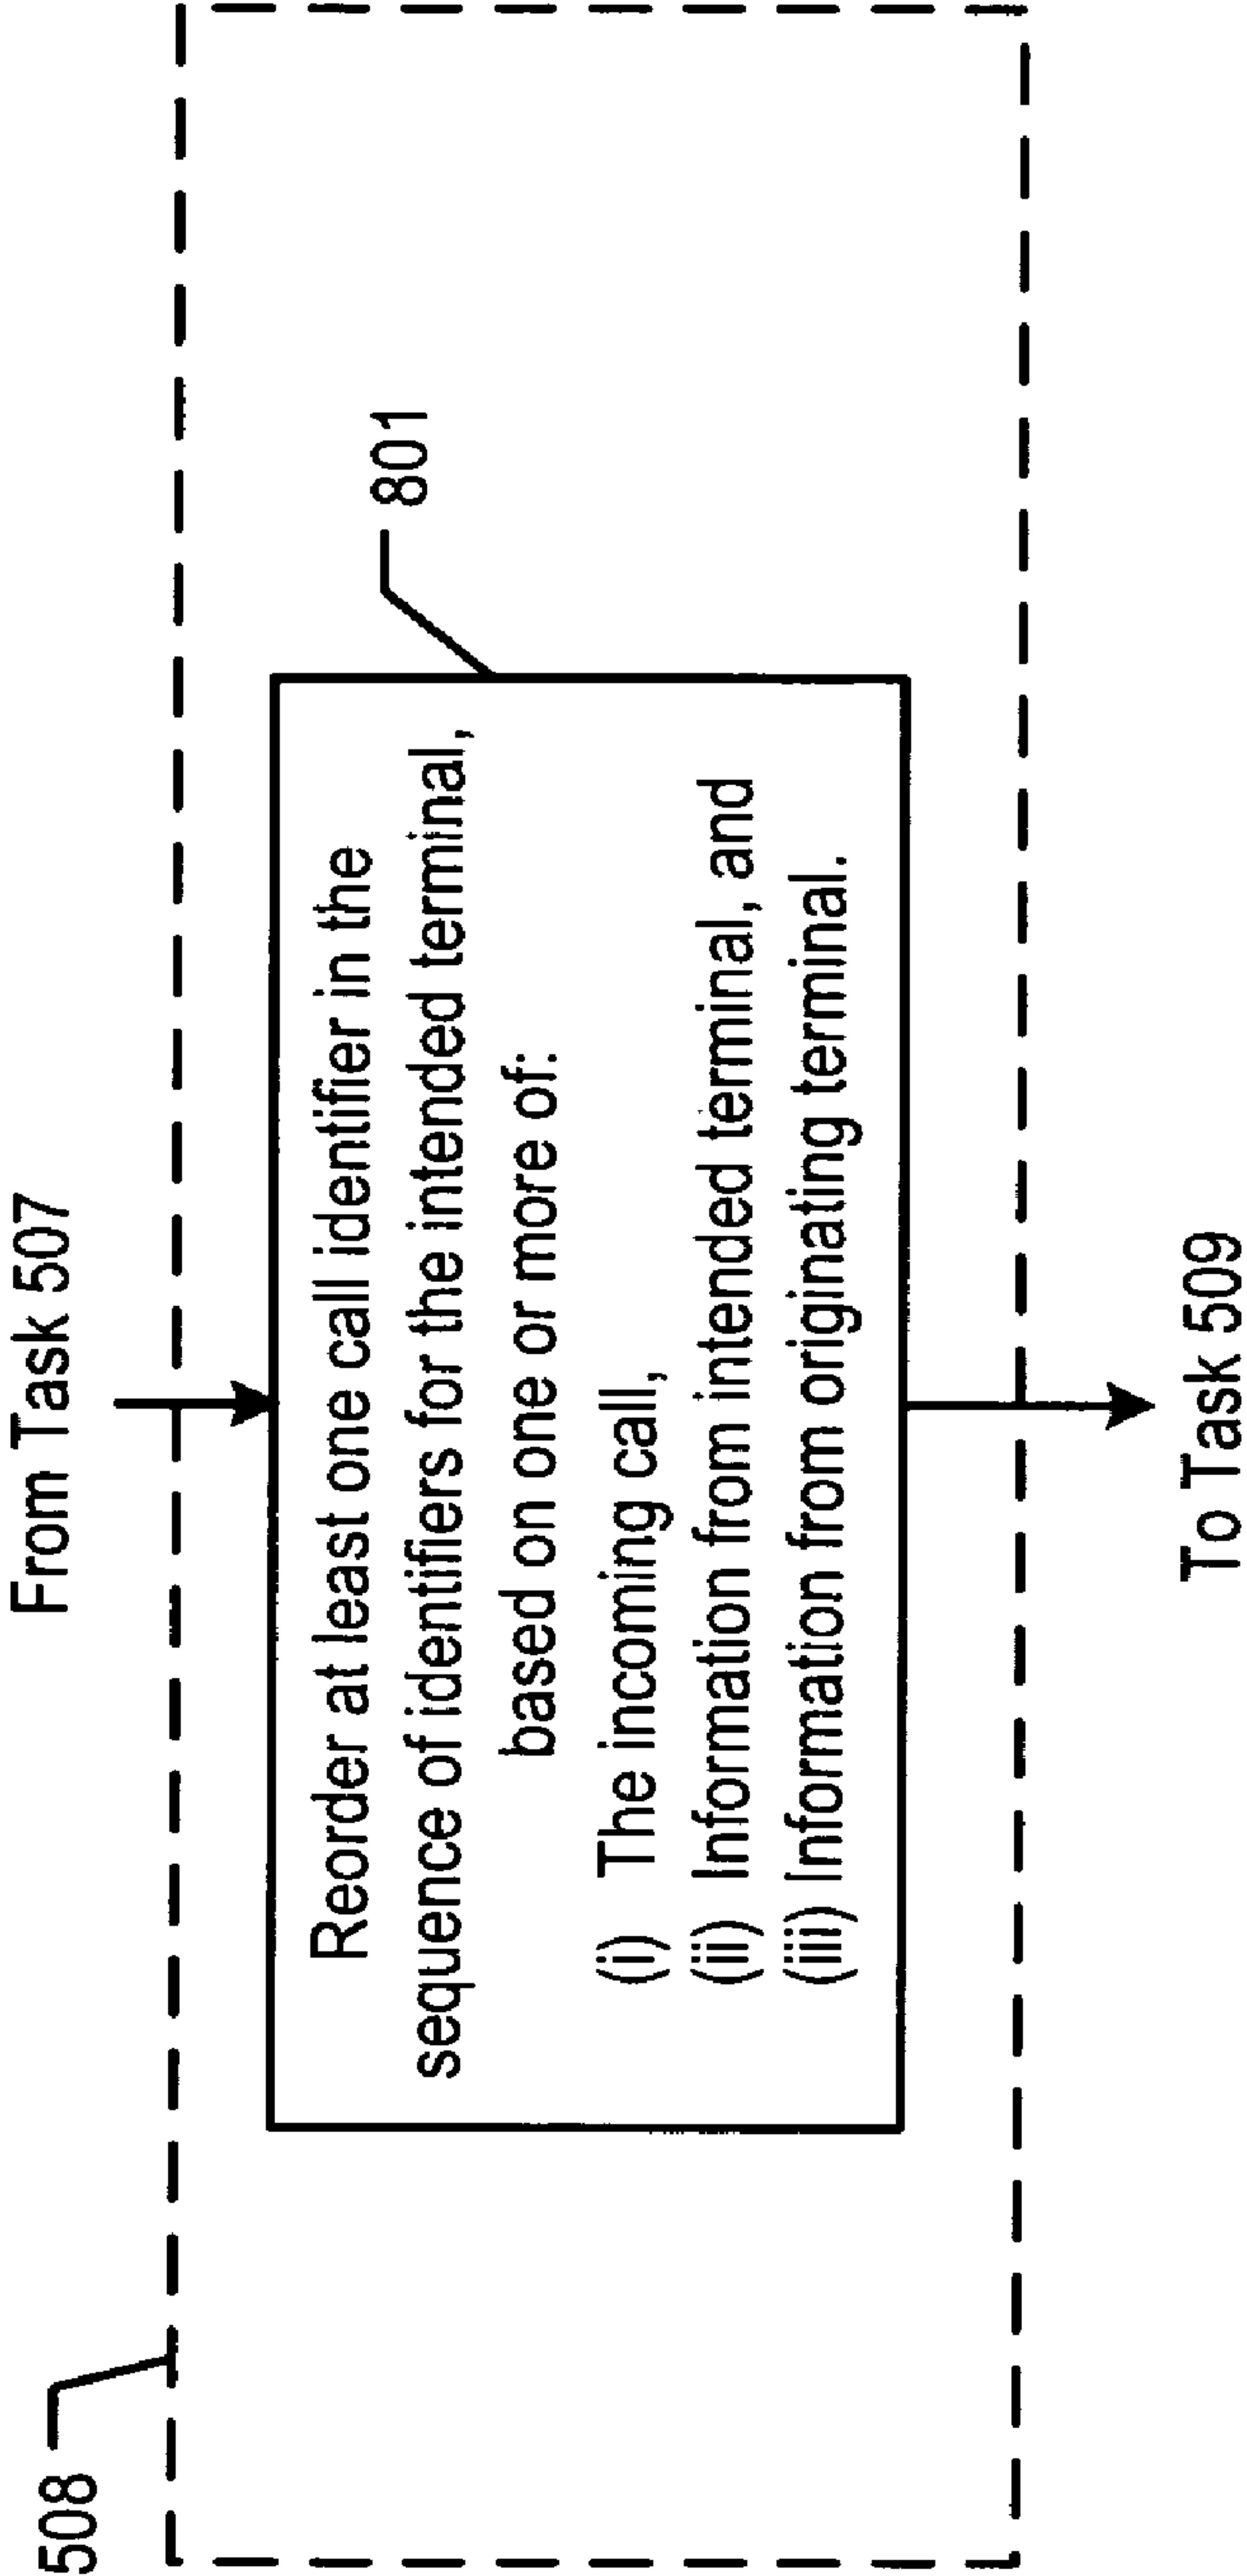 From Task 507
508
801
Reorder at least one call identifier in the
sequence of identifiers for the intended terminal,
based on one or more of:
(i) The incoming call,
(ii) Information from intended terminal, and
(iii) Information from originating terminal.
To Task 509